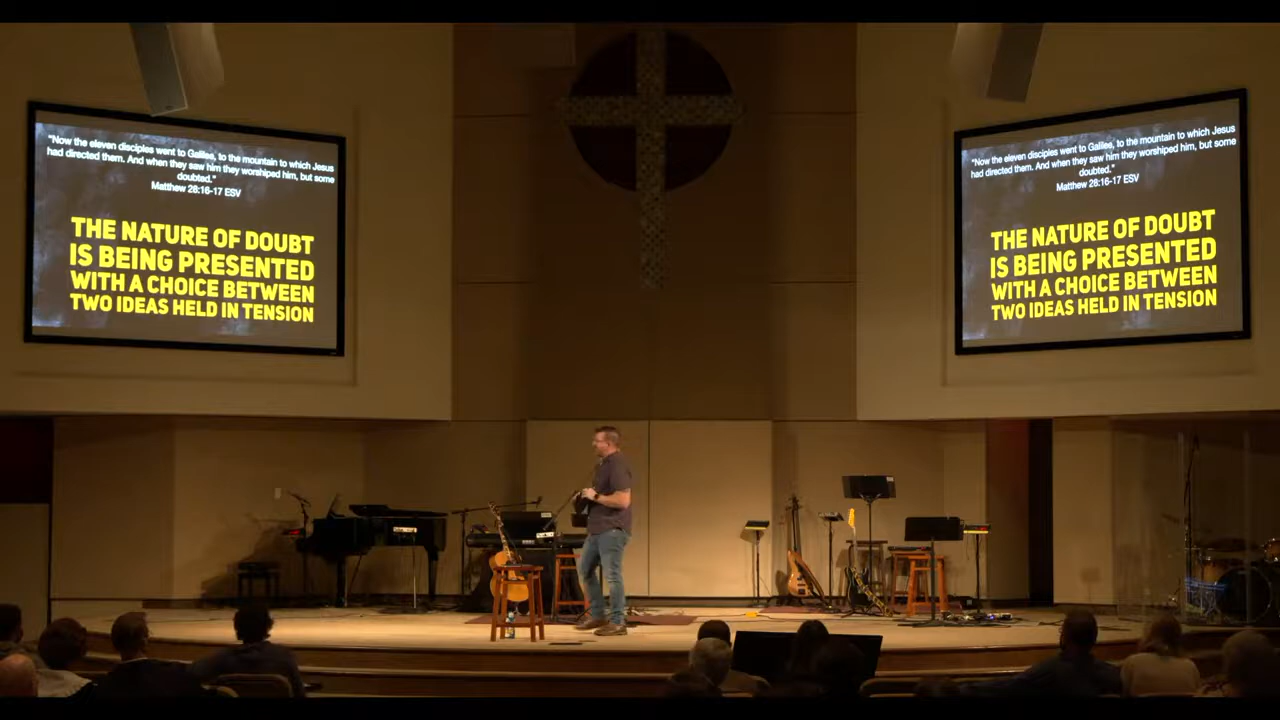 "Now the eleven disciples went to Galilee, to the mountain to which Jesus
had directed them. And when they saw him they worshiped him, but some
doubted."
Matthew 28:16-17 ESV
THE NATURE OF DOUBT
IS BEING PRESENTED
WITH A CHOICE BETWEEN
TWO IDEAS HELD IN TENSION
"Now the eleven disciples went to Galilee, to the mountain to which Jesus
had directed them. And when they saw him they worshiped him, but some
doubted."
Matthew 28:16-17 ESV
THE NATURE OF DOUBT
IS BEING PRESENTED
WITH A CHOICE BETWEEN
TWO IDEAS HELD IN TENSION